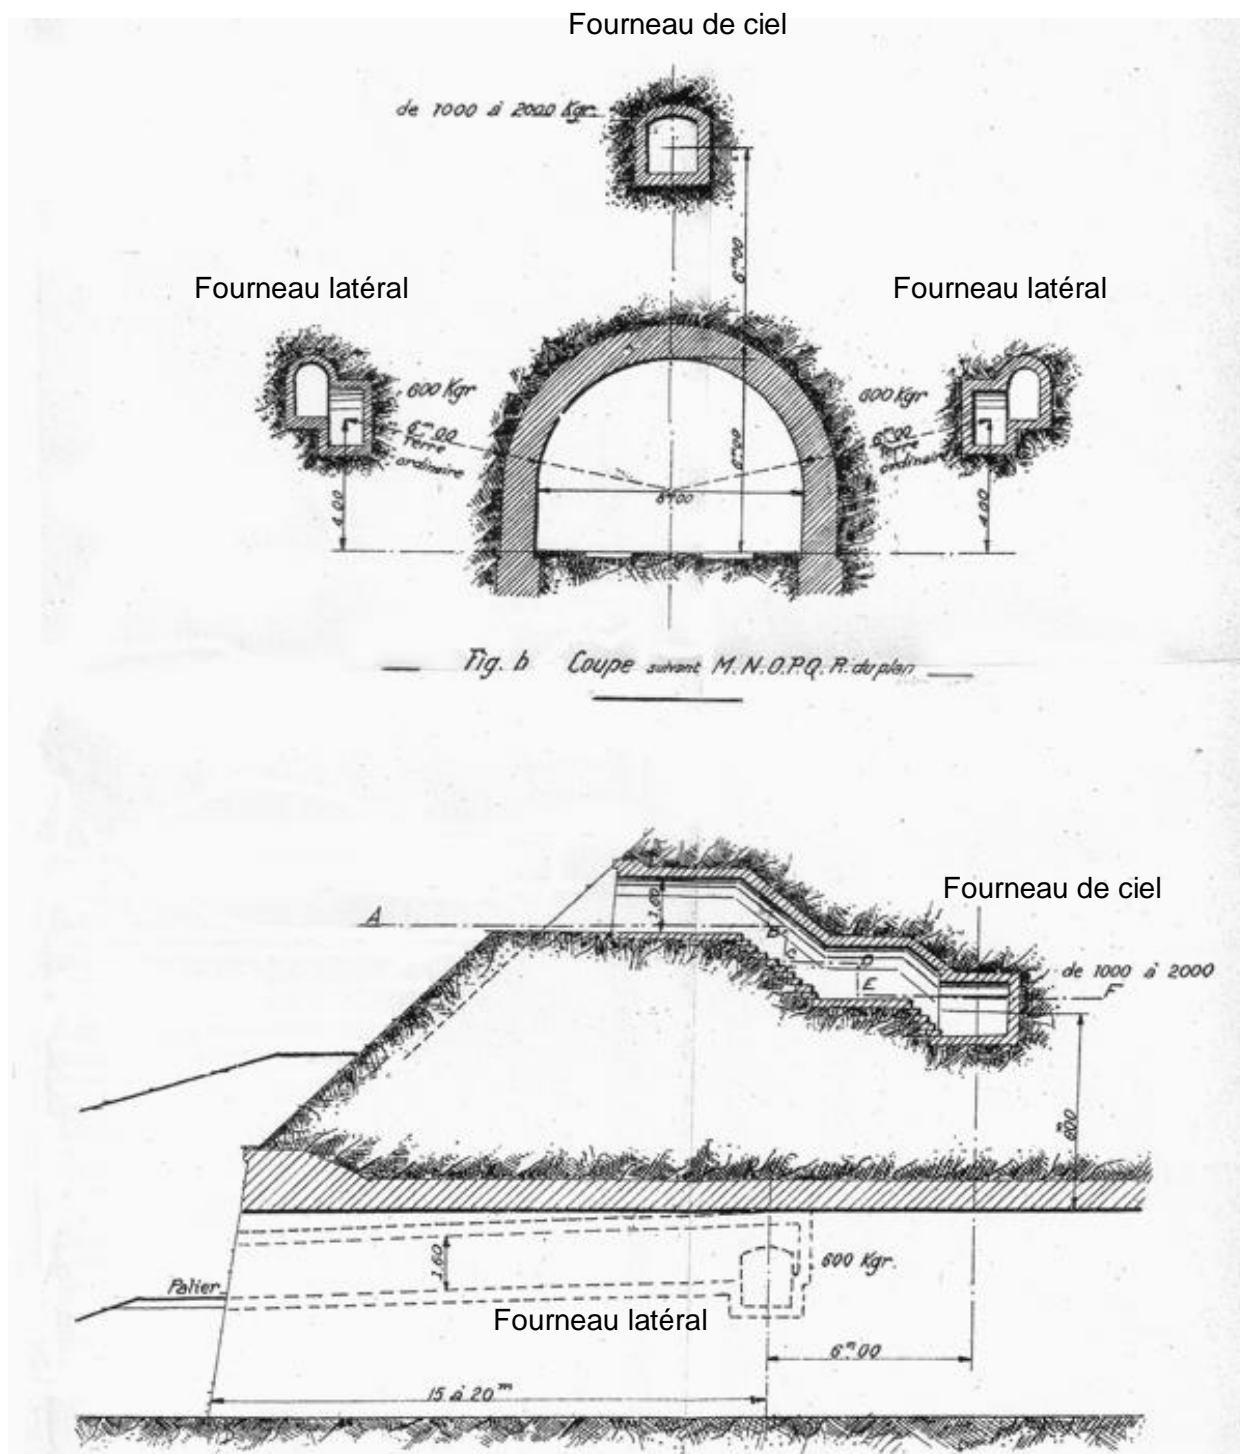 Fourneau de ciel
de 1000 à 2000 Kgr.
6ᵐ00
Fourneau latéral
Fourneau latéral
600 Kgr
6ᵐ00
Terre
ordinaire
4.00
600 Kgr
6ᵐ00
Terre
ordinaire
4.00
6ᵐ00
8ᵐ00
Fig. b Coupe suivant M.N.O.P.Q.R. du plan
Fourneau de ciel
A
1.60
B
C
D
E
F
de 1000 à 2000
6ᵐ00
1.60
Palier
600 Kgr.
Fourneau latéral
6ᵐ00
15 à 20ᵐ